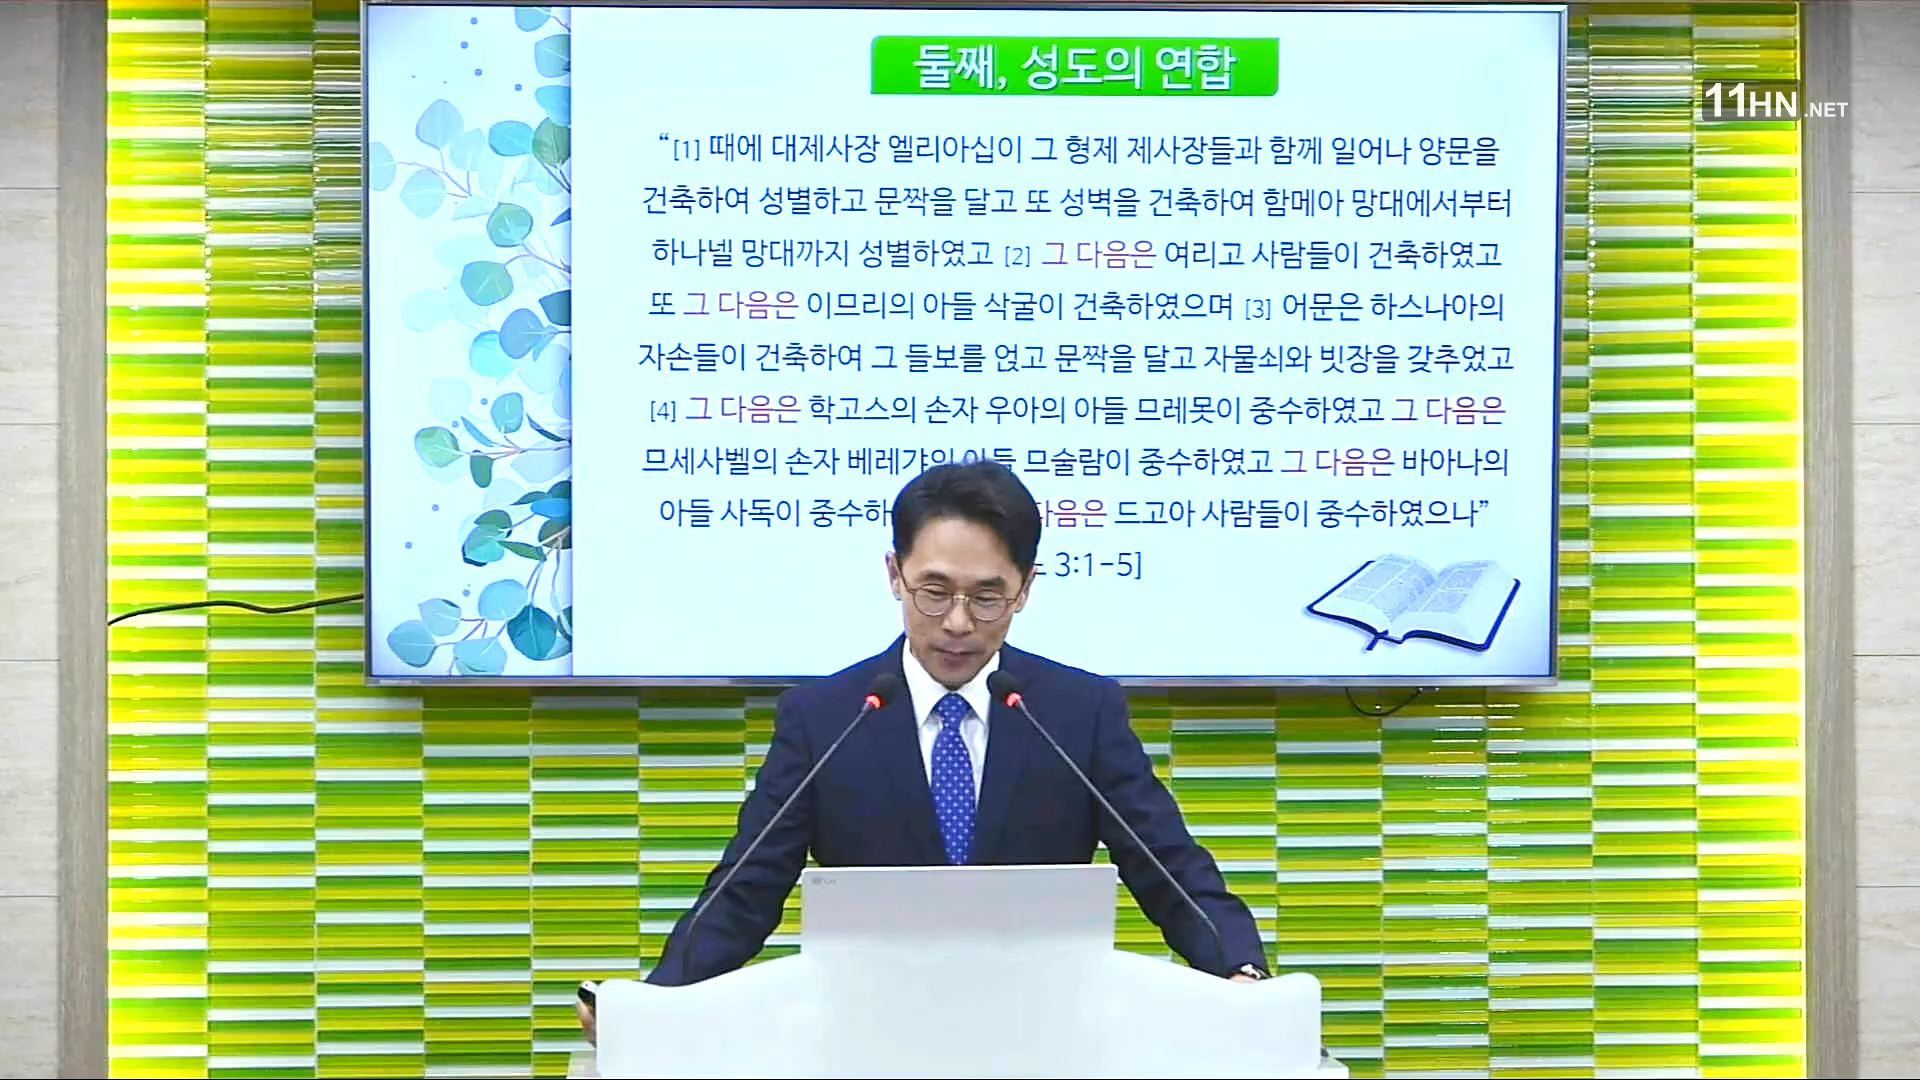 둘째, 성도의 연합
11HN.NET
“[1] 때에 대제사장 엘리아십이 그 형제 제사장들과 함께 일어나 양문을
건축하여 성별하고 문짝을 달고 또 성벽을 건축하여 함메아 망대에서부터
하나넬 망대까지 성별하였고 [2] 그 다음은 여리고 사람들이 건축하였고
또 그 다음은 이므리의 아들 삭굴이 건축하였으며 [3] 어문은 하스나아의
자손들이 건축하여 그 들보를 얹고 문짝을 달고 자물쇠와 빗장을 갖추었고
[4] 그 다음은 학고스의 손자 우아의 아들 므레못이 중수하였고 그 다음은
므세사벨의 손자 베레갸의 아들 므술람이 중수하였고 그 다음은 바아나의
아들 사독이 중수하 다음은 드고아 사람들이 중수하였으나”
3:1-5]